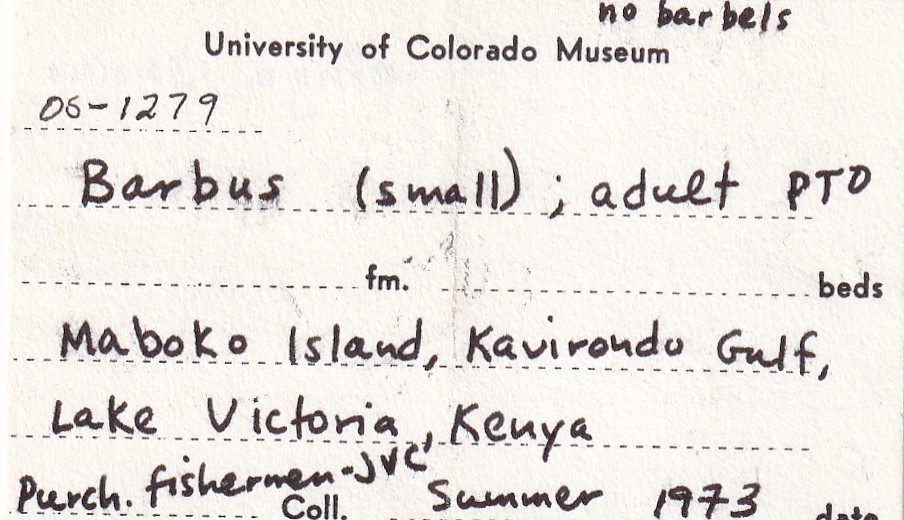 no barbels
University of Colorado Museum
OS-1279
Barbus (small); adult PTO
fm. beds
Maboko Island, Kavirondo Gulf,
Lake Victoria, Kenya
Purch. fishermen-JVC Coll. Summer 1973 date